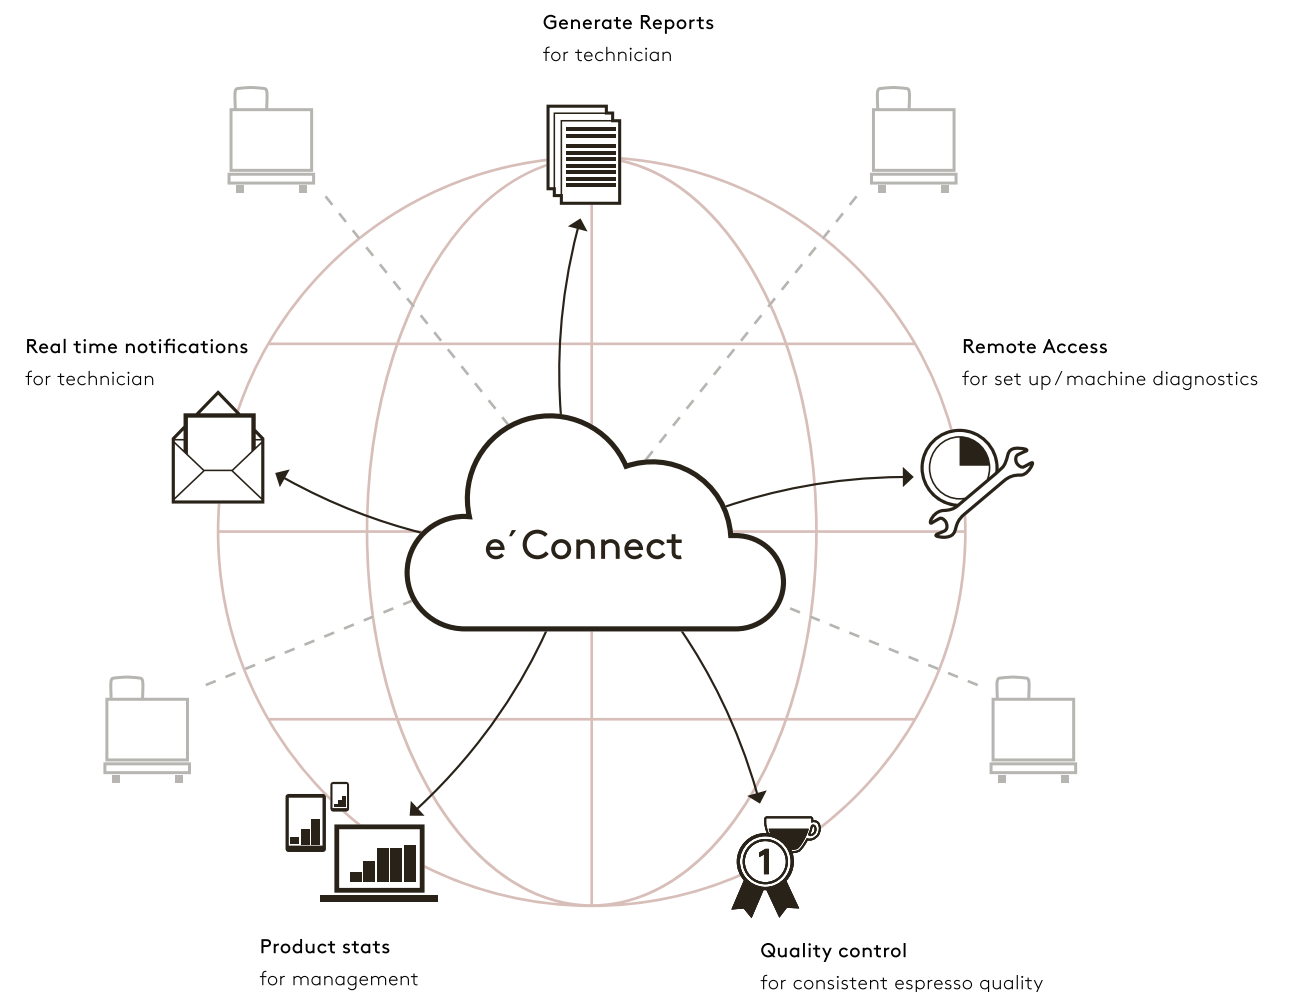 Generate Reports
for technician
Real time notifications
for technician
Remote Access
for set up / machine diagnostics
e´Connect
1
Product stats
for management
Quality control
for consistent espresso quality